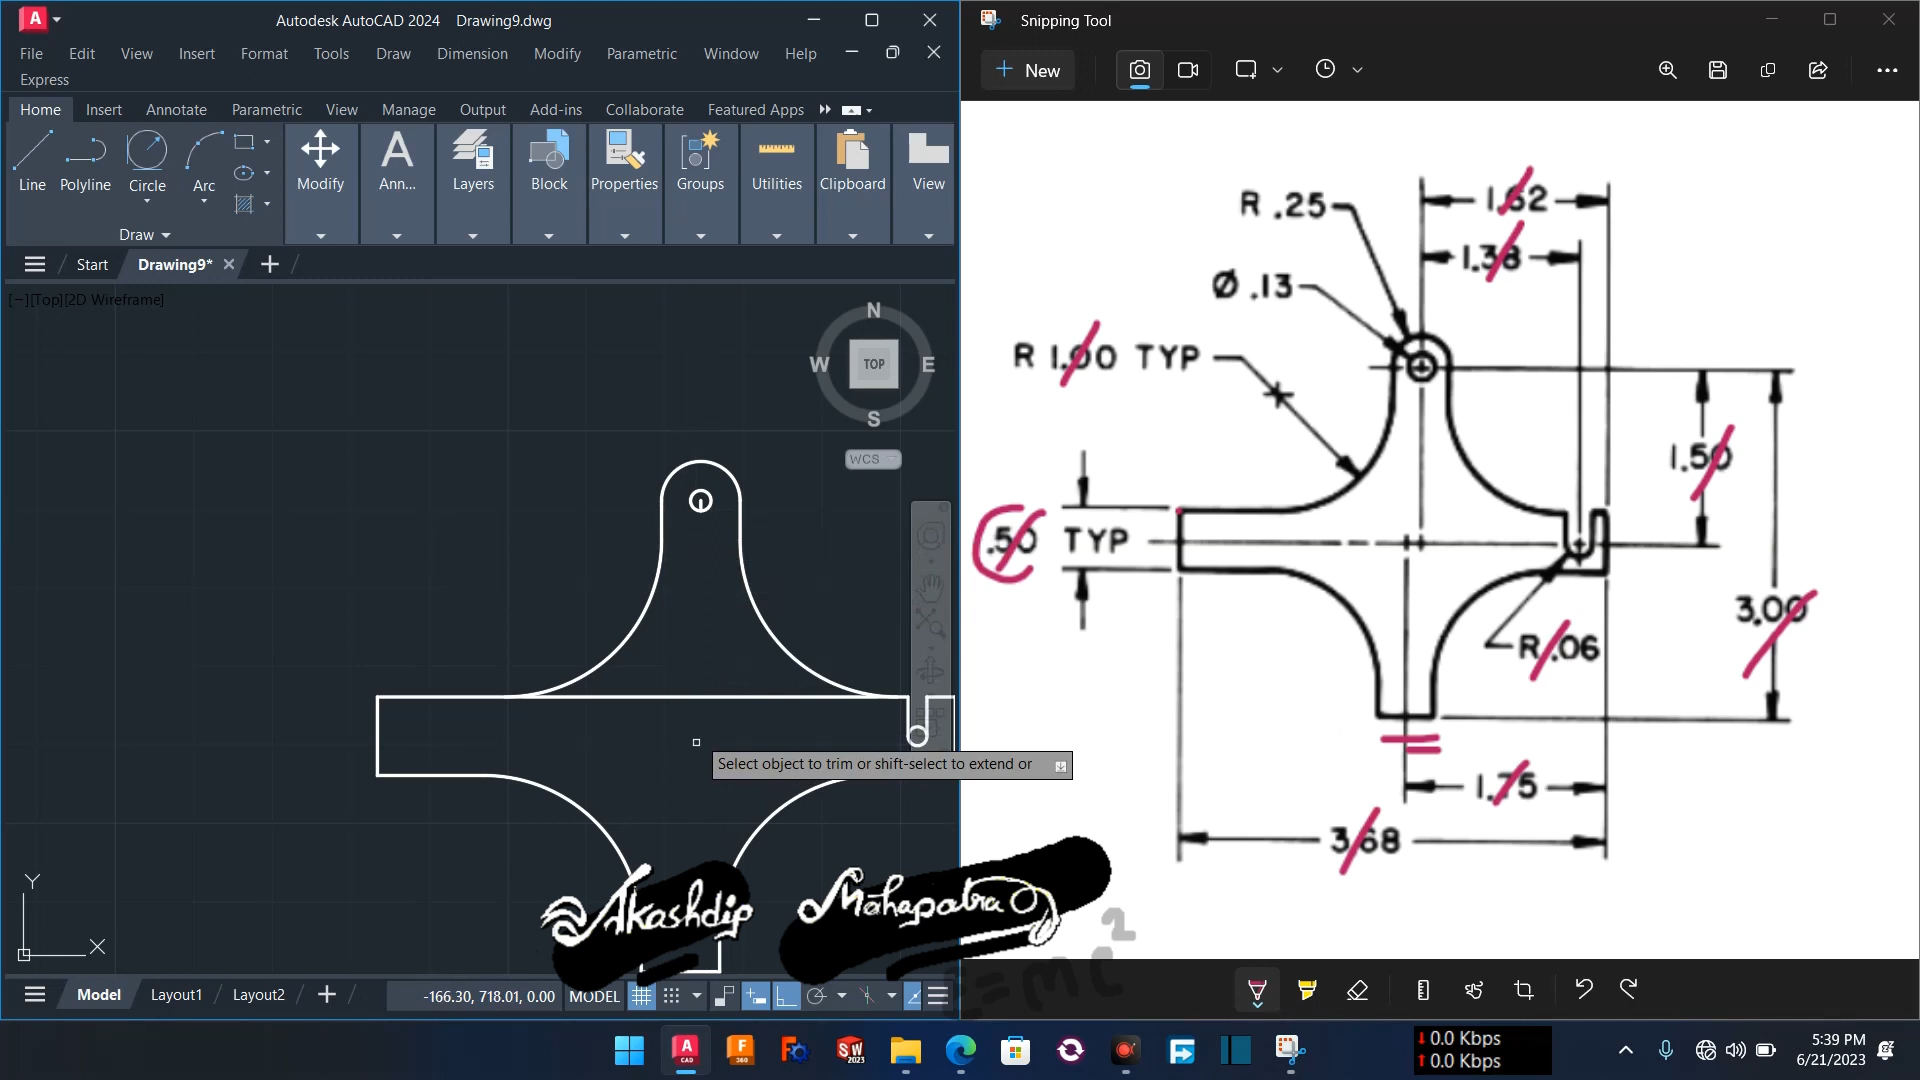 Autodesk AutoCAD 2024 Drawing9.dwg
File Edit View Insert Format Tools Draw Dimension Modify Parametric Window Help
Express
Home Insert Annotate Parametric View Manage Output Add-ins Collaborate Featured Apps
Line Polyline Circle Arc Modify Ann... Layers Block Properties Groups Utilities Clipboard View
Draw
Start Drawing9*
[−][Top][2D Wireframe]
N
W TOP E
S
WCS
Select object to trim or shift-select to extend or
Y
X
Akashdip Mahapatra
E=mc2
Model Layout1 Layout2
-166.30, 718.01, 0.00 MODEL
Snipping Tool
New
R .25
1.62
1.38
Ø .13
R 1.00 TYP
1.50
.50 TYP
3.00
R .06
1.75
3.68
A CAD F 360 F SW 2023
0.0 Kbps
0.0 Kbps
5:39 PM
6/21/2023